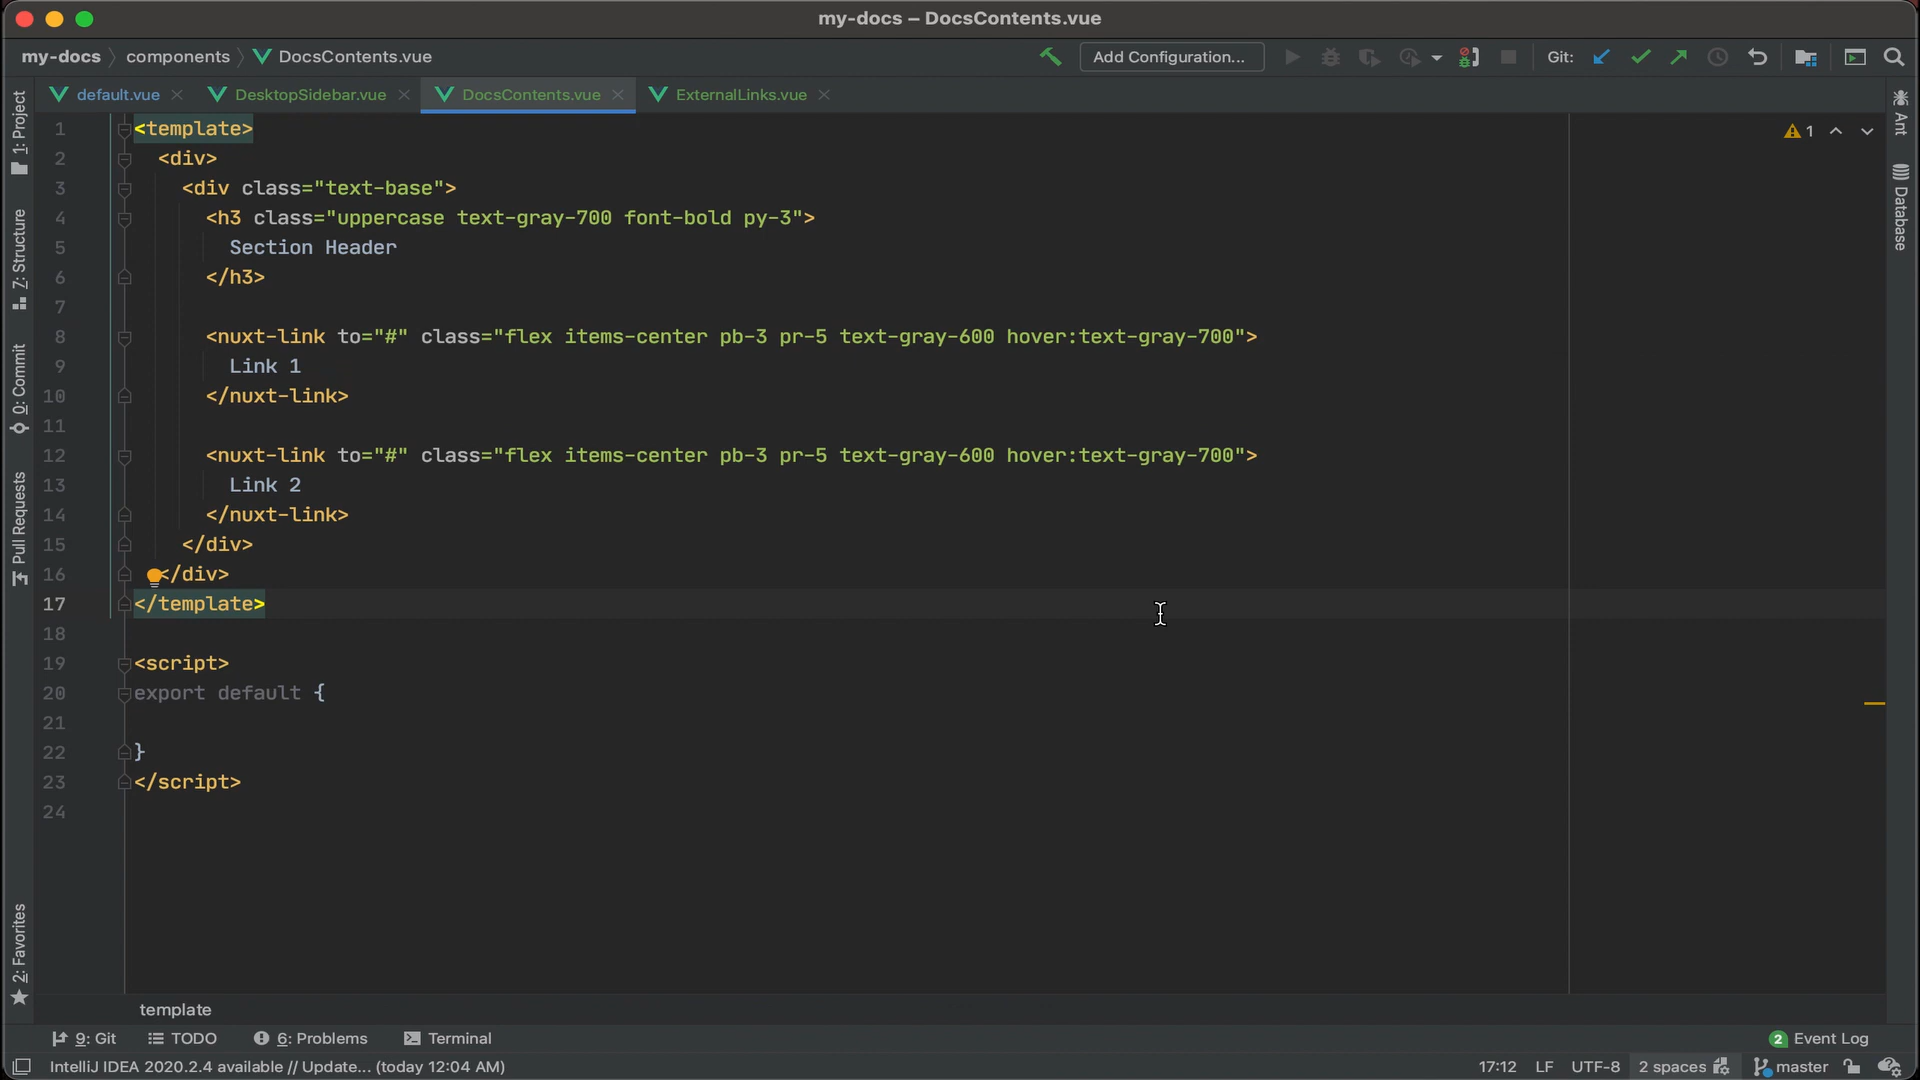 my-docs – DocsContents.vue
my-docs components DocsContents.vue
Add Configuration...
Git:
default.vue DesktopSidebar.vue DocsContents.vue ExternalLinks.vue
1 <template>
2 <div>
3 <div class="text-base">
4 <h3 class="uppercase text-gray-700 font-bold py-3">
5 Section Header
6 </h3>
7
8 <nuxt-link to="#" class="flex items-center pb-3 pr-5 text-gray-600 hover:text-gray-700">
9 Link 1
10 </nuxt-link>
11
12 <nuxt-link to="#" class="flex items-center pb-3 pr-5 text-gray-600 hover:text-gray-700">
13 Link 2
14 </nuxt-link>
15 </div>
16 </div>
17 </template>
18
19 <script>
20 export default {
21
22 }
23 </script>
24
1
1: Project
7: Structure
0: Commit
Pull Requests
2: Favorites
Ant
Database
template
9: Git TODO 6: Problems Terminal
2 Event Log
IntelliJ IDEA 2020.2.4 available // Update... (today 12:04 AM)
17:12 LF UTF-8 2 spaces master